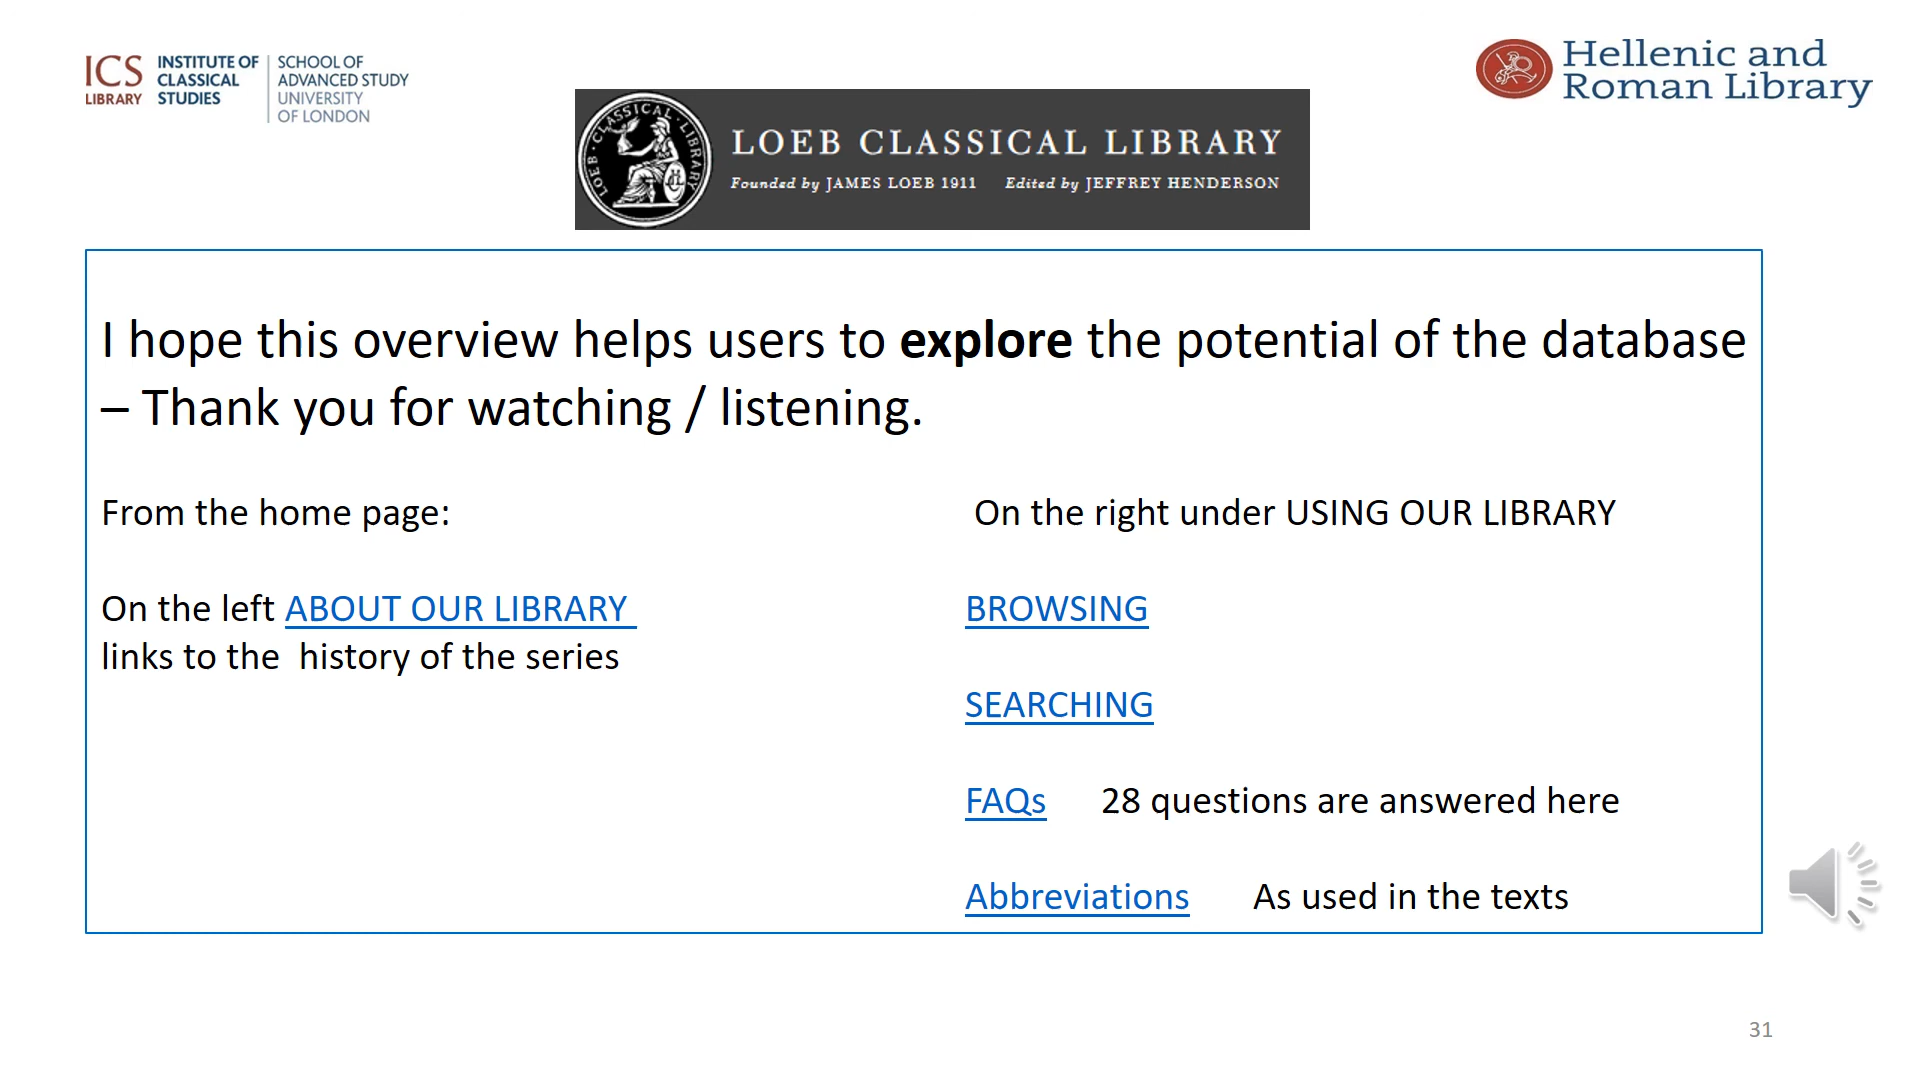 ICS
LIBRARY
INSTITUTE OF
CLASSICAL
STUDIES
SCHOOL OF
ADVANCED STUDY
UNIVERSITY
OF LONDON
Hellenic and
Roman Library
LOEB · CLASSICAL · LIBRARY
LOEB CLASSICAL LIBRARY
Founded by JAMES LOEB 1911 Edited by JEFFREY HENDERSON
I hope this overview helps users to explore the potential of the database
– Thank you for watching / listening.
From the home page:
On the left ABOUT OUR LIBRARY
links to the history of the series
On the right under USING OUR LIBRARY
BROWSING
SEARCHING
FAQs 28 questions are answered here
Abbreviations As used in the texts
31